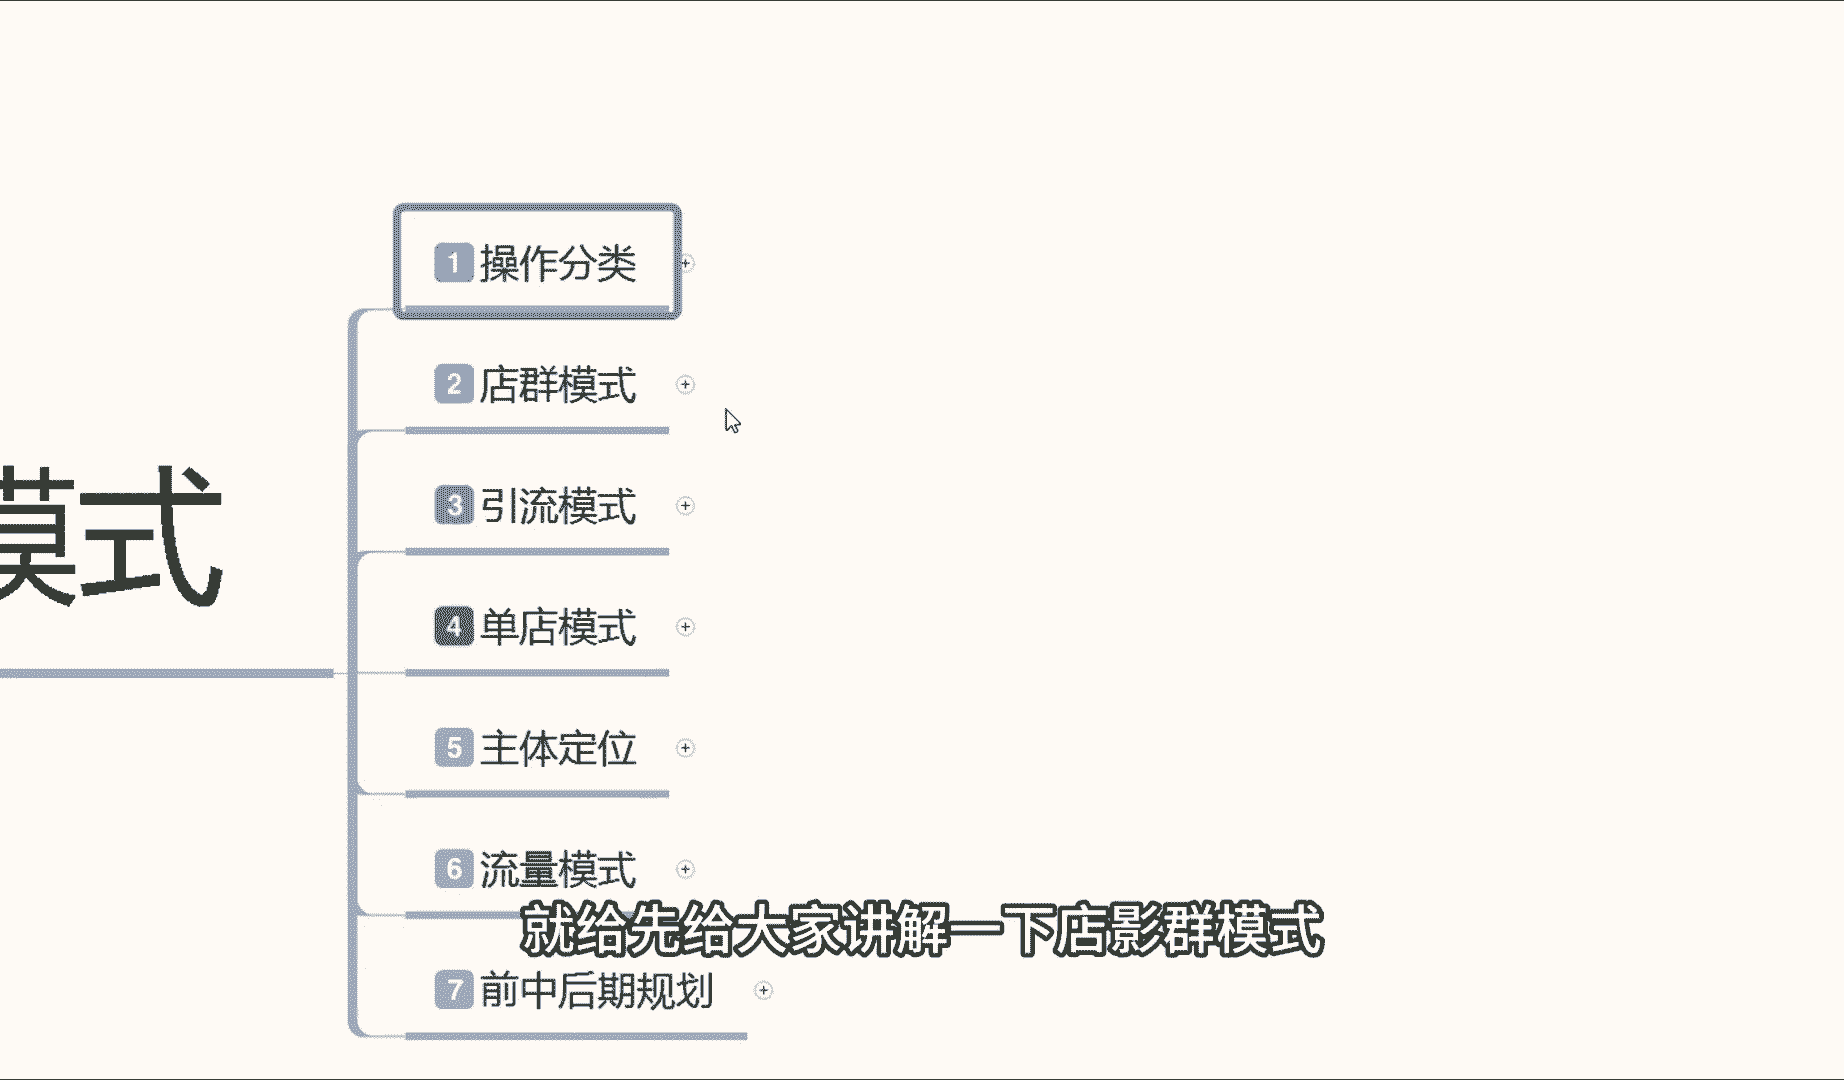 模式
1 操作分类
2 店群模式
3 引流模式
4 单店模式
5 主体定位
6 流量模式
就给先给大家讲解一下店影群模式
7 前中后期规划